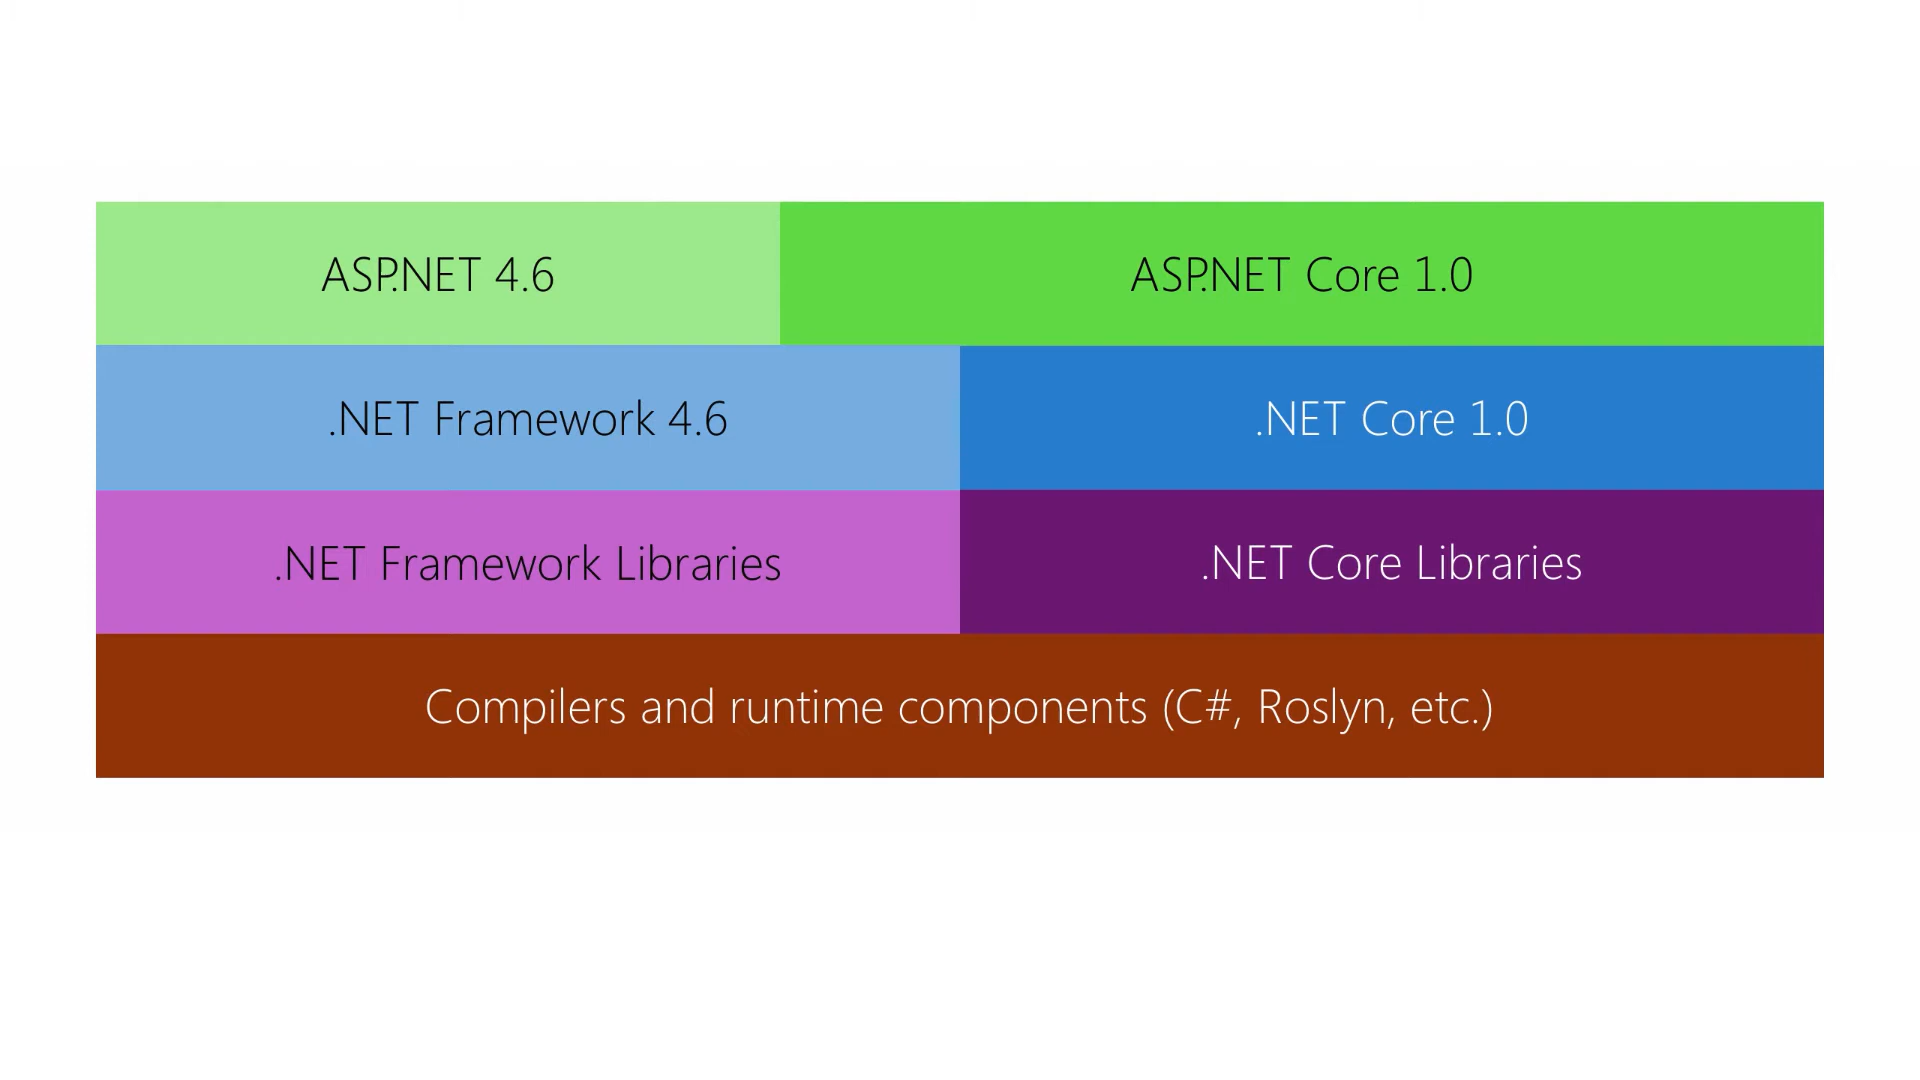 ASP.NET 4.6
ASP.NET Core 1.0
.NET Framework 4.6
.NET Core 1.0
.NET Framework Libraries
.NET Core Libraries
Compilers and runtime components (C#, Roslyn, etc.)